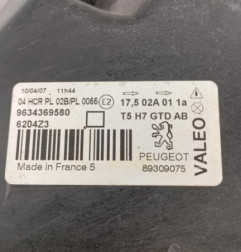 10/04/07 11h44
04 HCR PL 02B/PL 0055 E2 17,5 02A 01 1a
9634369580 T5 H7 GTD AB
6204Z3
VALEO
PEUGEOT
Made in France 5 89309075